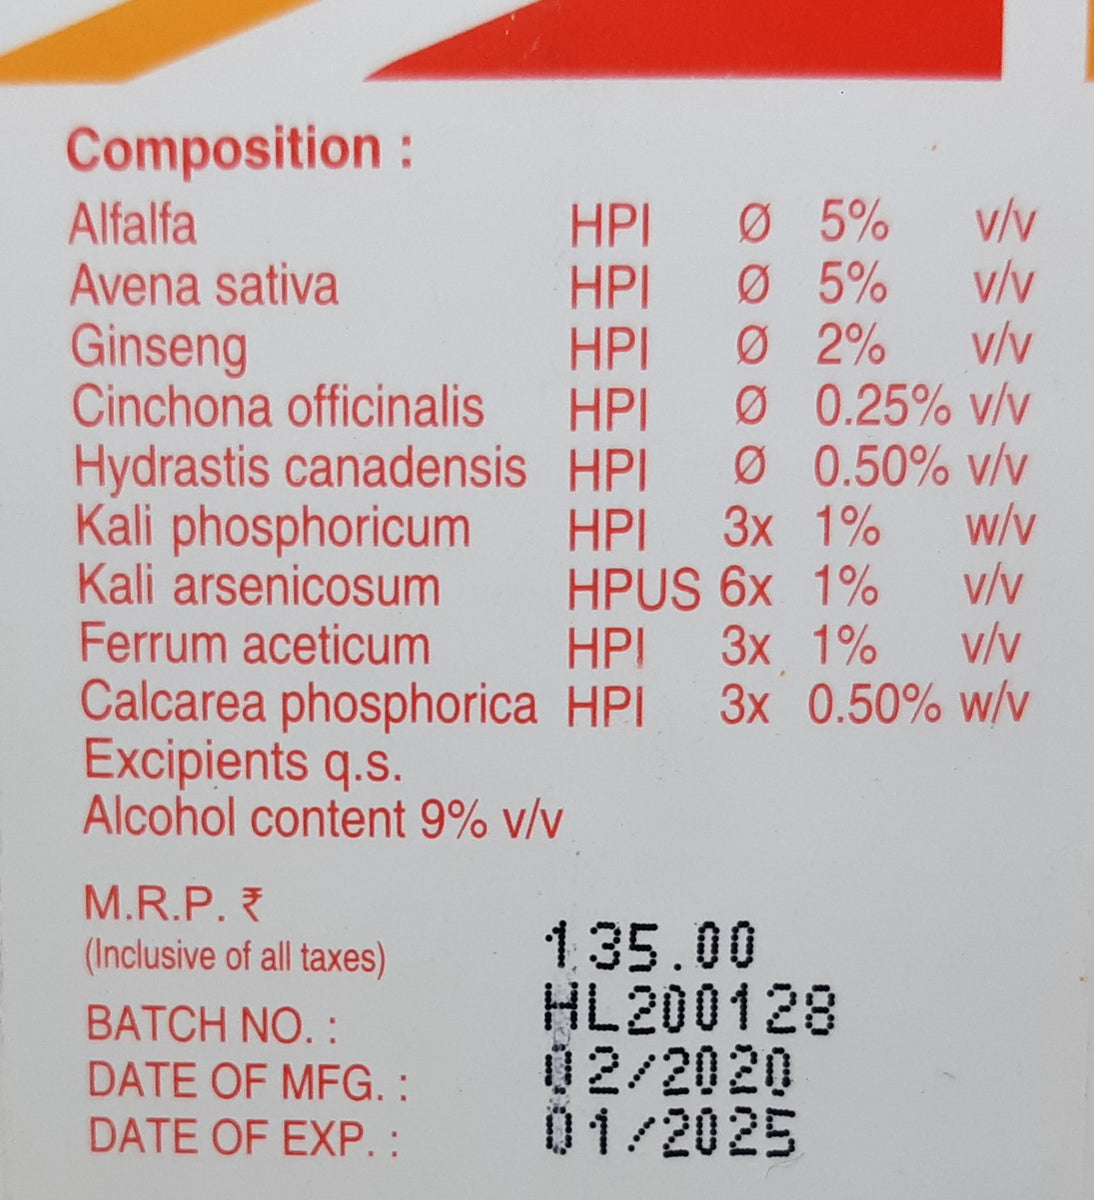 Composition :
Alfalfa HPI Ø 5% v/v
Avena sativa HPI Ø 5% v/v
Ginseng HPI Ø 2% v/v
Cinchona officinalis HPI Ø 0.25% v/v
Hydrastis canadensis HPI Ø 0.50% v/v
Kali phosphoricum HPI 3x 1% w/v
Kali arsenicosum HPUS 6x 1% v/v
Ferrum aceticum HPI 3x 1% v/v
Calcarea phosphorica HPI 3x 0.50% w/v
Excipients q.s.
Alcohol content 9% v/v
M.R.P. ₹
(Inclusive of all taxes) 135.00
BATCH NO. : HL200128
DATE OF MFG. : 02/2020
DATE OF EXP. : 01/2025